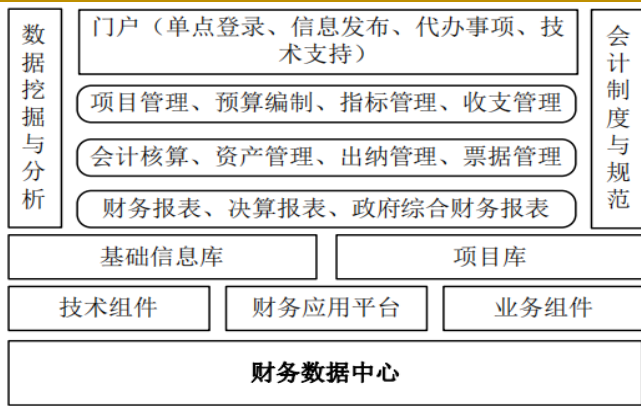 数据挖掘与分析
门户（单点登录、信息发布、代办事项、技
术支持）
项目管理、预算编制、指标管理、收支管理
会计核算、资产管理、出纳管理、票据管理
财务报表、决算报表、政府综合财务报表
会计制度与规范
基础信息库
项目库
技术组件
财务应用平台
业务组件
财务数据中心